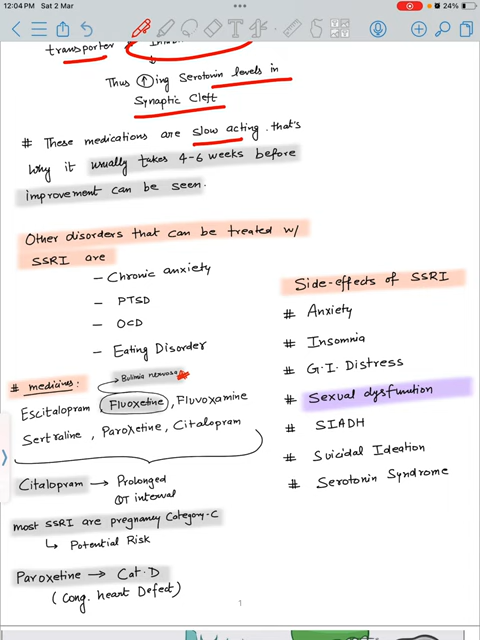 12:04 PM Sat 2 Mar
24%
transporter
Thus ↑ing Serotonin levels in
Synaptic Cleft
# These medications are slow acting. that's
why it usually takes 4-6 weeks before
improvement can be seen.
Other disorders that can be treated w/
SSRI are
- Chronic anxiety
- PTSD
- OCD
- Eating Disorder
→ Bulimia nervosa
# medicines:
Escitalopram, Fluoxetine, Fluvoxamine
Sertraline, Paroxetine, Citalopram
Citalopram → Prolonged
QT interval
most SSRI are pregnancy Category-C
↳ Potential Risk
Paroxetine → Cat.D
(Cong. heart Defect)
Side-effects of SSRI
# Anxiety
# Insomnia
# G.I. Distress
# Sexual dysfunction
# SIADH
# Suicidal Ideation
# Serotonin Syndrome
1